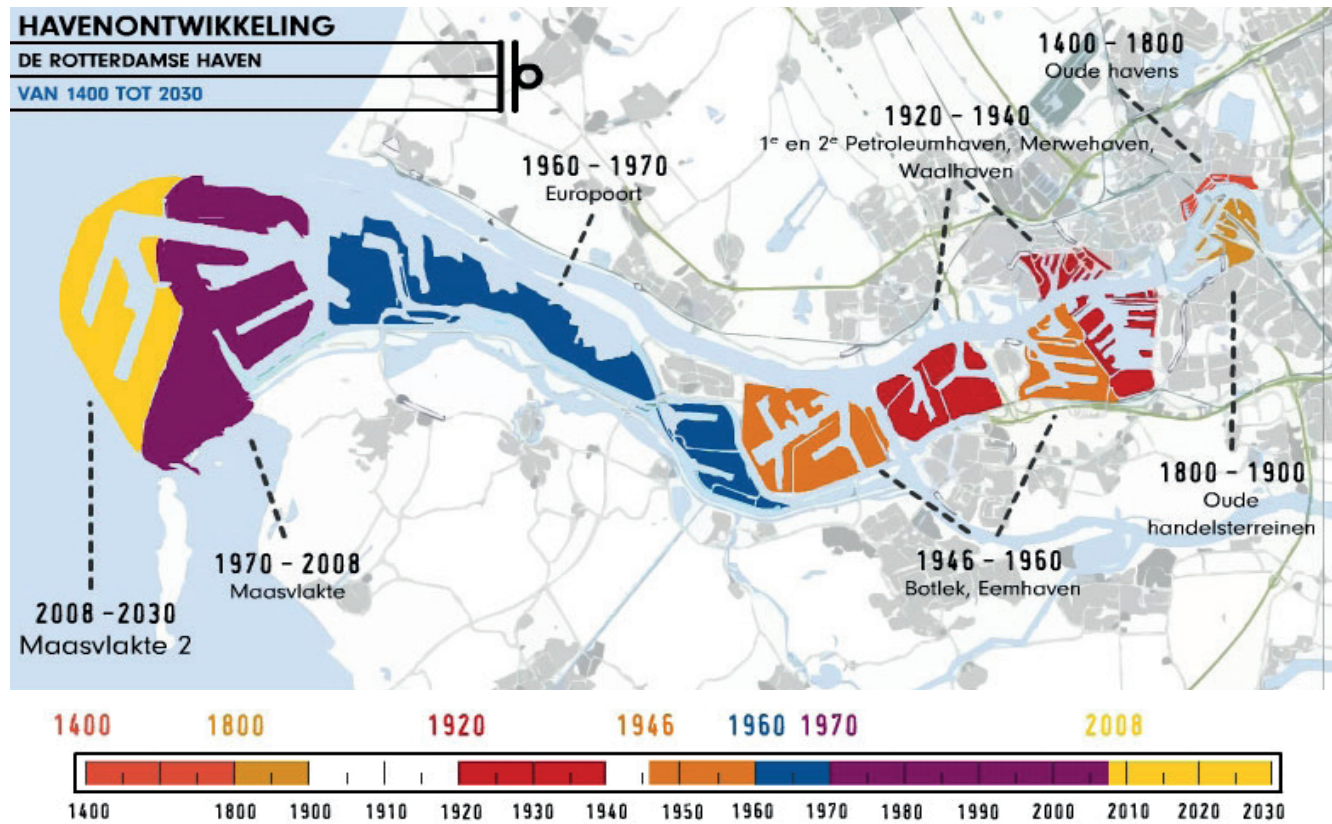 HAVENONTWIKKELING
DE ROTTERDAMSE HAVEN
VAN 1400 TOT 2030
1400 – 1800
Oude havens
1920 – 1940
1e en 2e Petroleumhaven, Merwehaven,
Waalhaven
1960 – 1970
Europoort
1800 – 1900
Oude
handelsterreinen
1946 – 1960
Botlek, Eemhaven
1970 – 2008
Maasvlakte
2008 –2030
Maasvlakte 2
1400 1800 1920 1946 1960 1970 2008
1400 1800 1900 1910 1920 1930 1940 1950 1960 1970 1980 1990 2000 2010 2020 2030